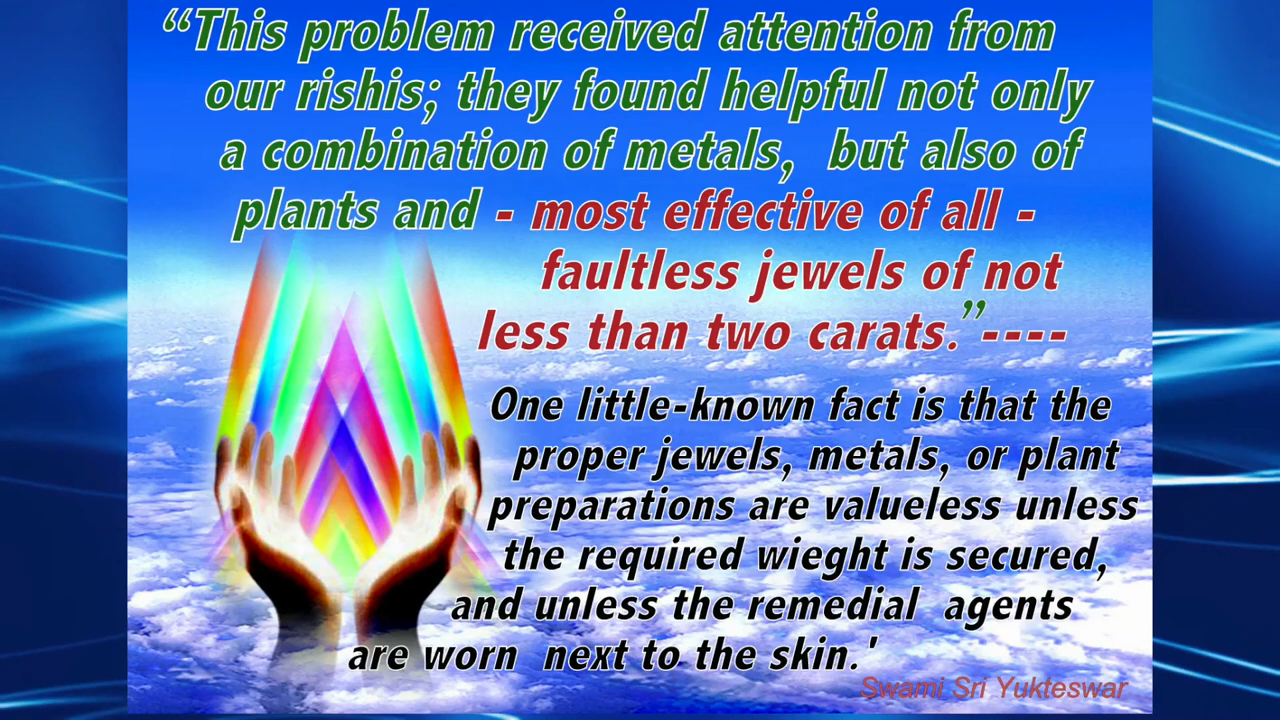 “This problem received attention from
our rishis; they found helpful not only
a combination of metals, but also of
plants and - most effective of all -
faultless jewels of not
less than two carats.”----
One little-known fact is that the
proper jewels, metals, or plant
preparations are valueless unless
the required wieght is secured,
and unless the remedial agents
are worn next to the skin.'
Swami Sri Yukteswar